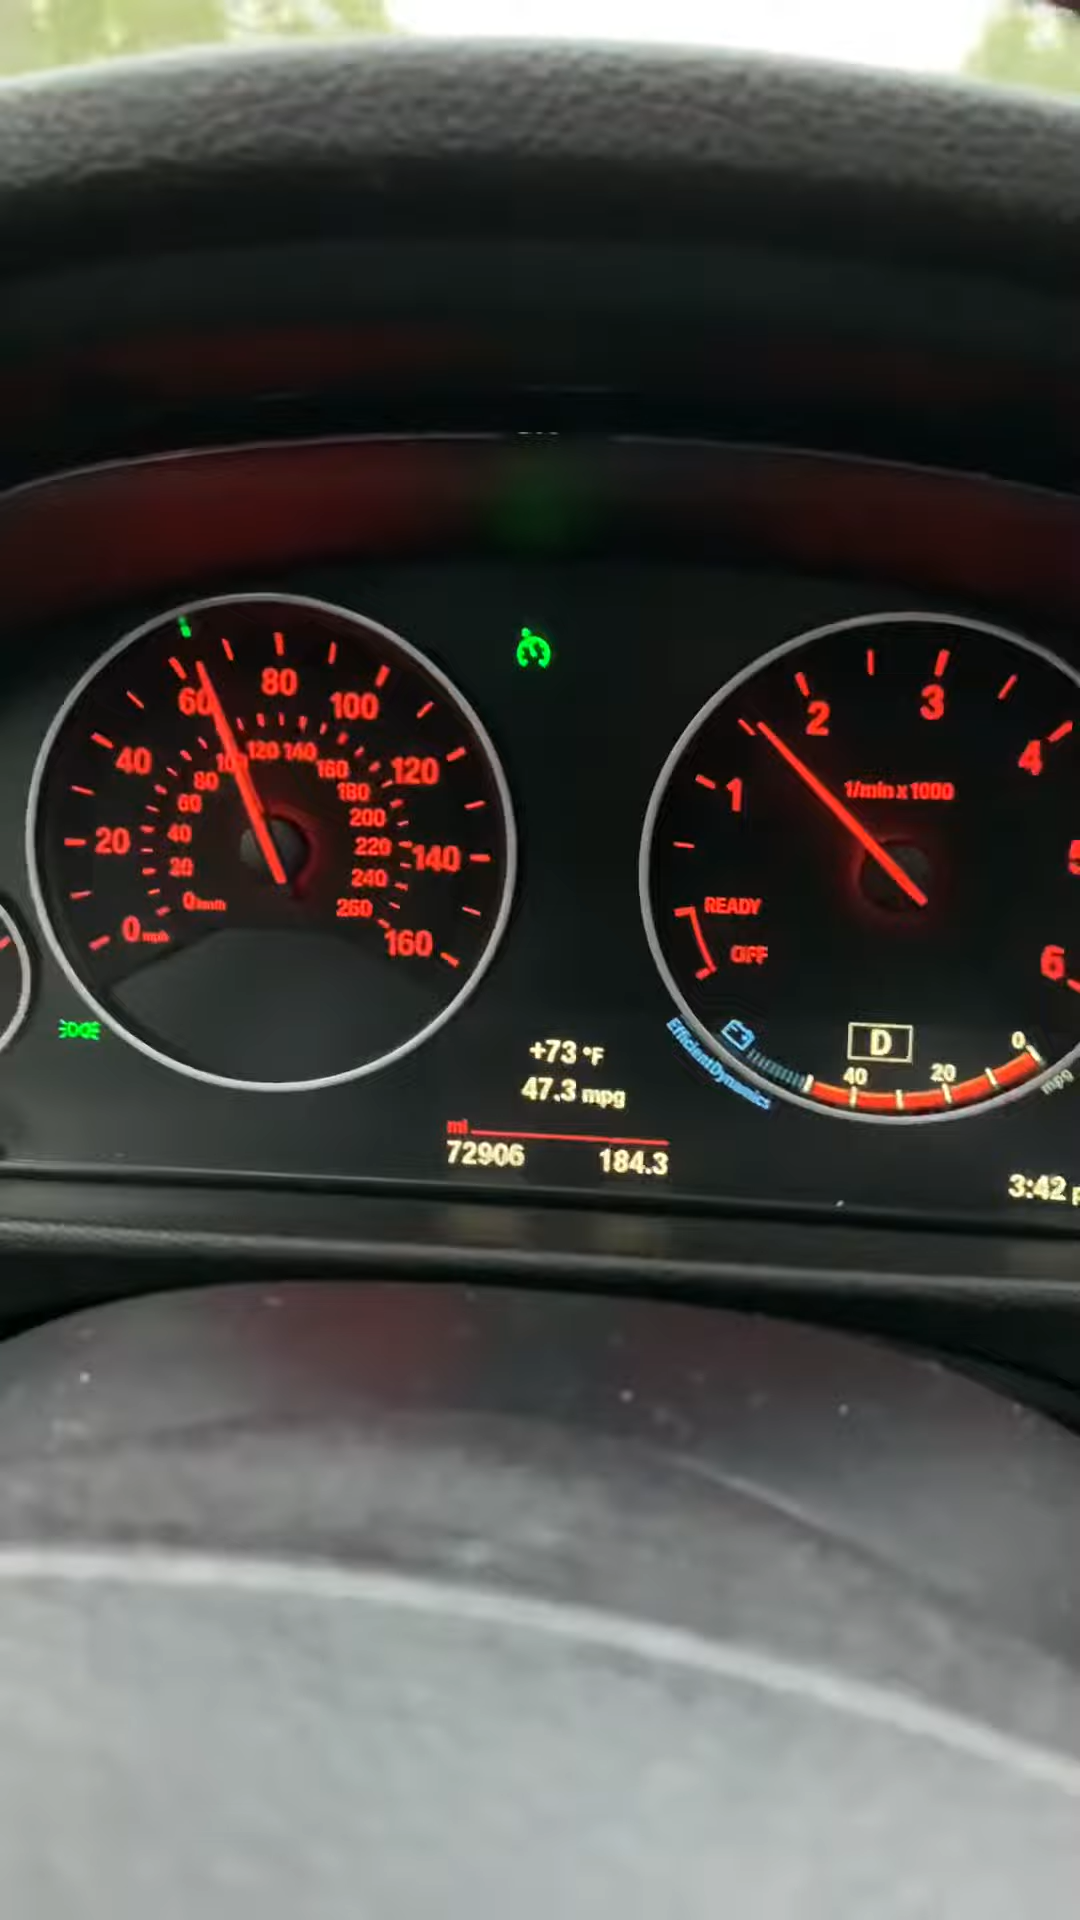 80
60
100
40
120
20
140
0 mph
160
120 140
100
160
80
180
60
200
40
220
20
240
0 km/h
260
2
3
1
4
1/min x 1000
READY
OFF
6
EfficientDynamics
D
40
20
0
mpg
+73 °F
47.3 mpg
mi
72906
184.3
3:42